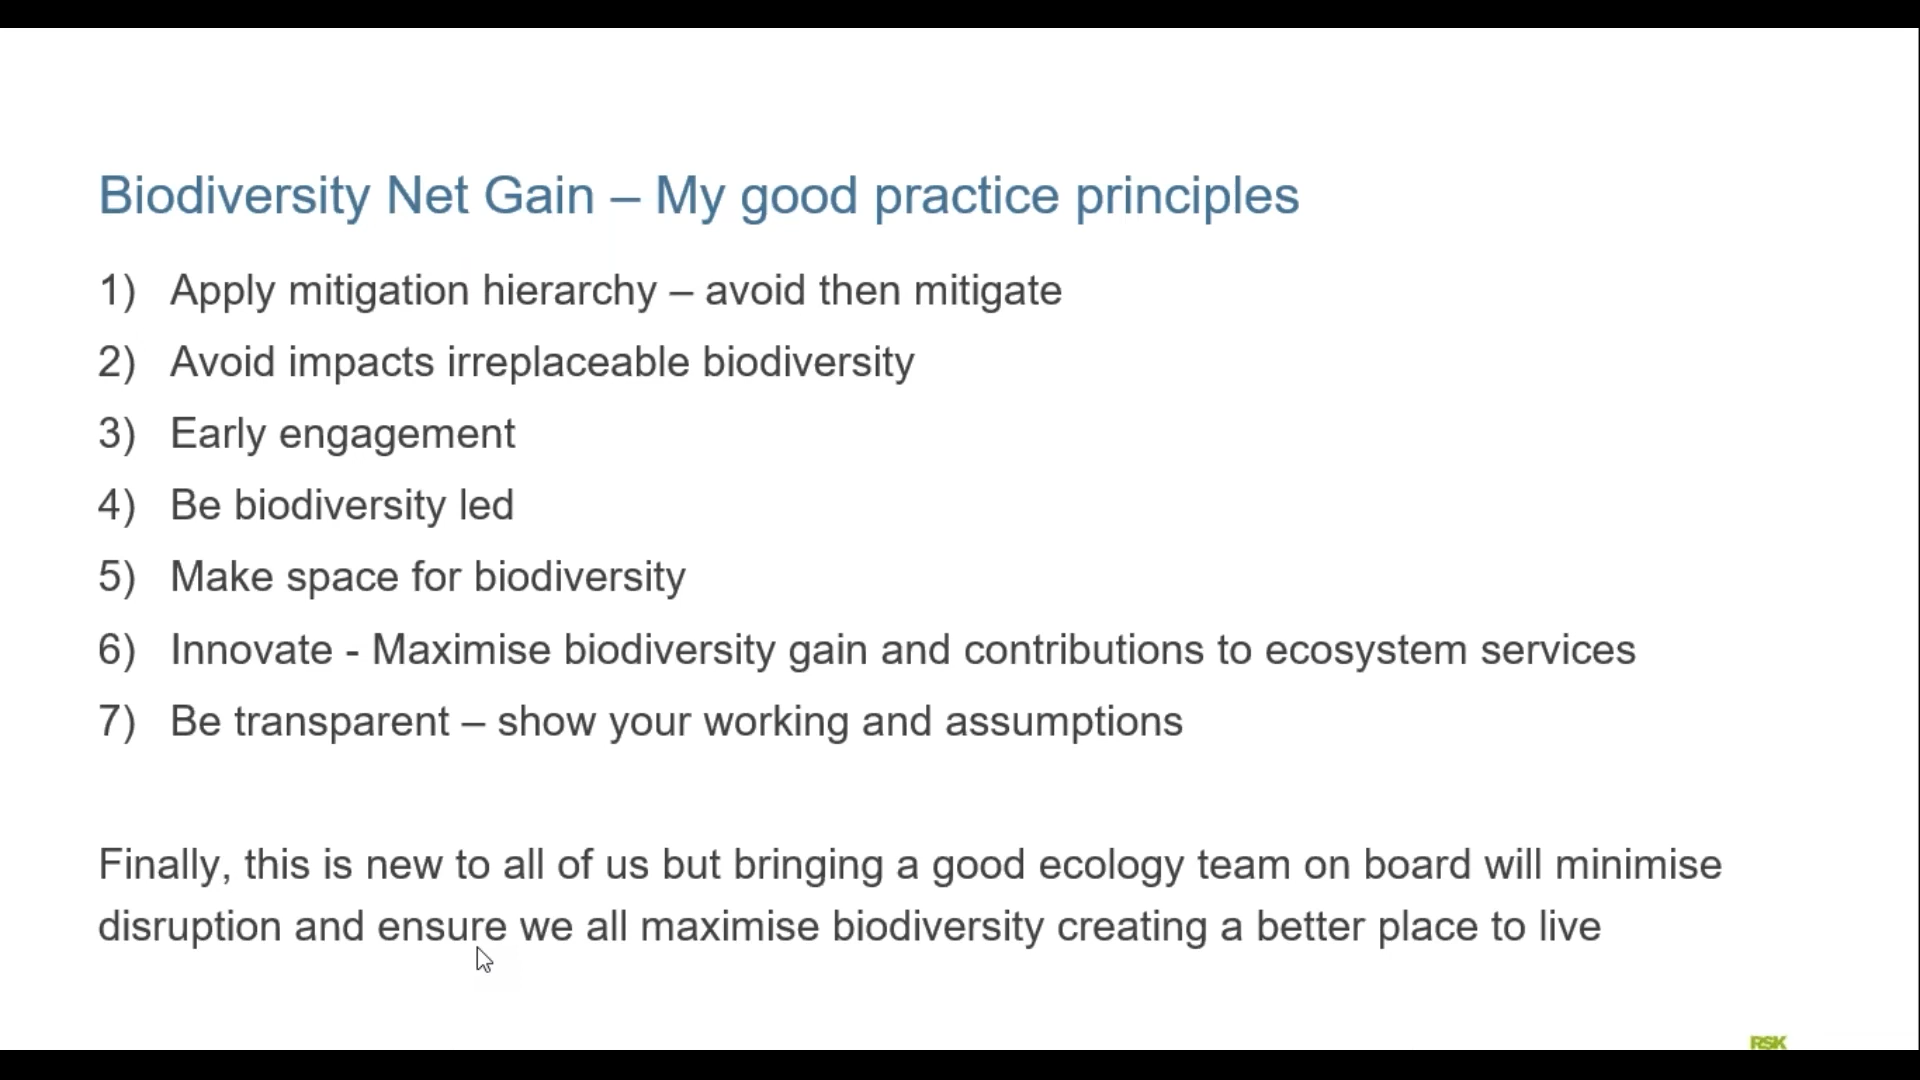 Biodiversity Net Gain – My good practice principles
1) Apply mitigation hierarchy – avoid then mitigate
2) Avoid impacts irreplaceable biodiversity
3) Early engagement
4) Be biodiversity led
5) Make space for biodiversity
6) Innovate - Maximise biodiversity gain and contributions to ecosystem services
7) Be transparent – show your working and assumptions
Finally, this is new to all of us but bringing a good ecology team on board will minimise
disruption and ensure we all maximise biodiversity creating a better place to live
RSK